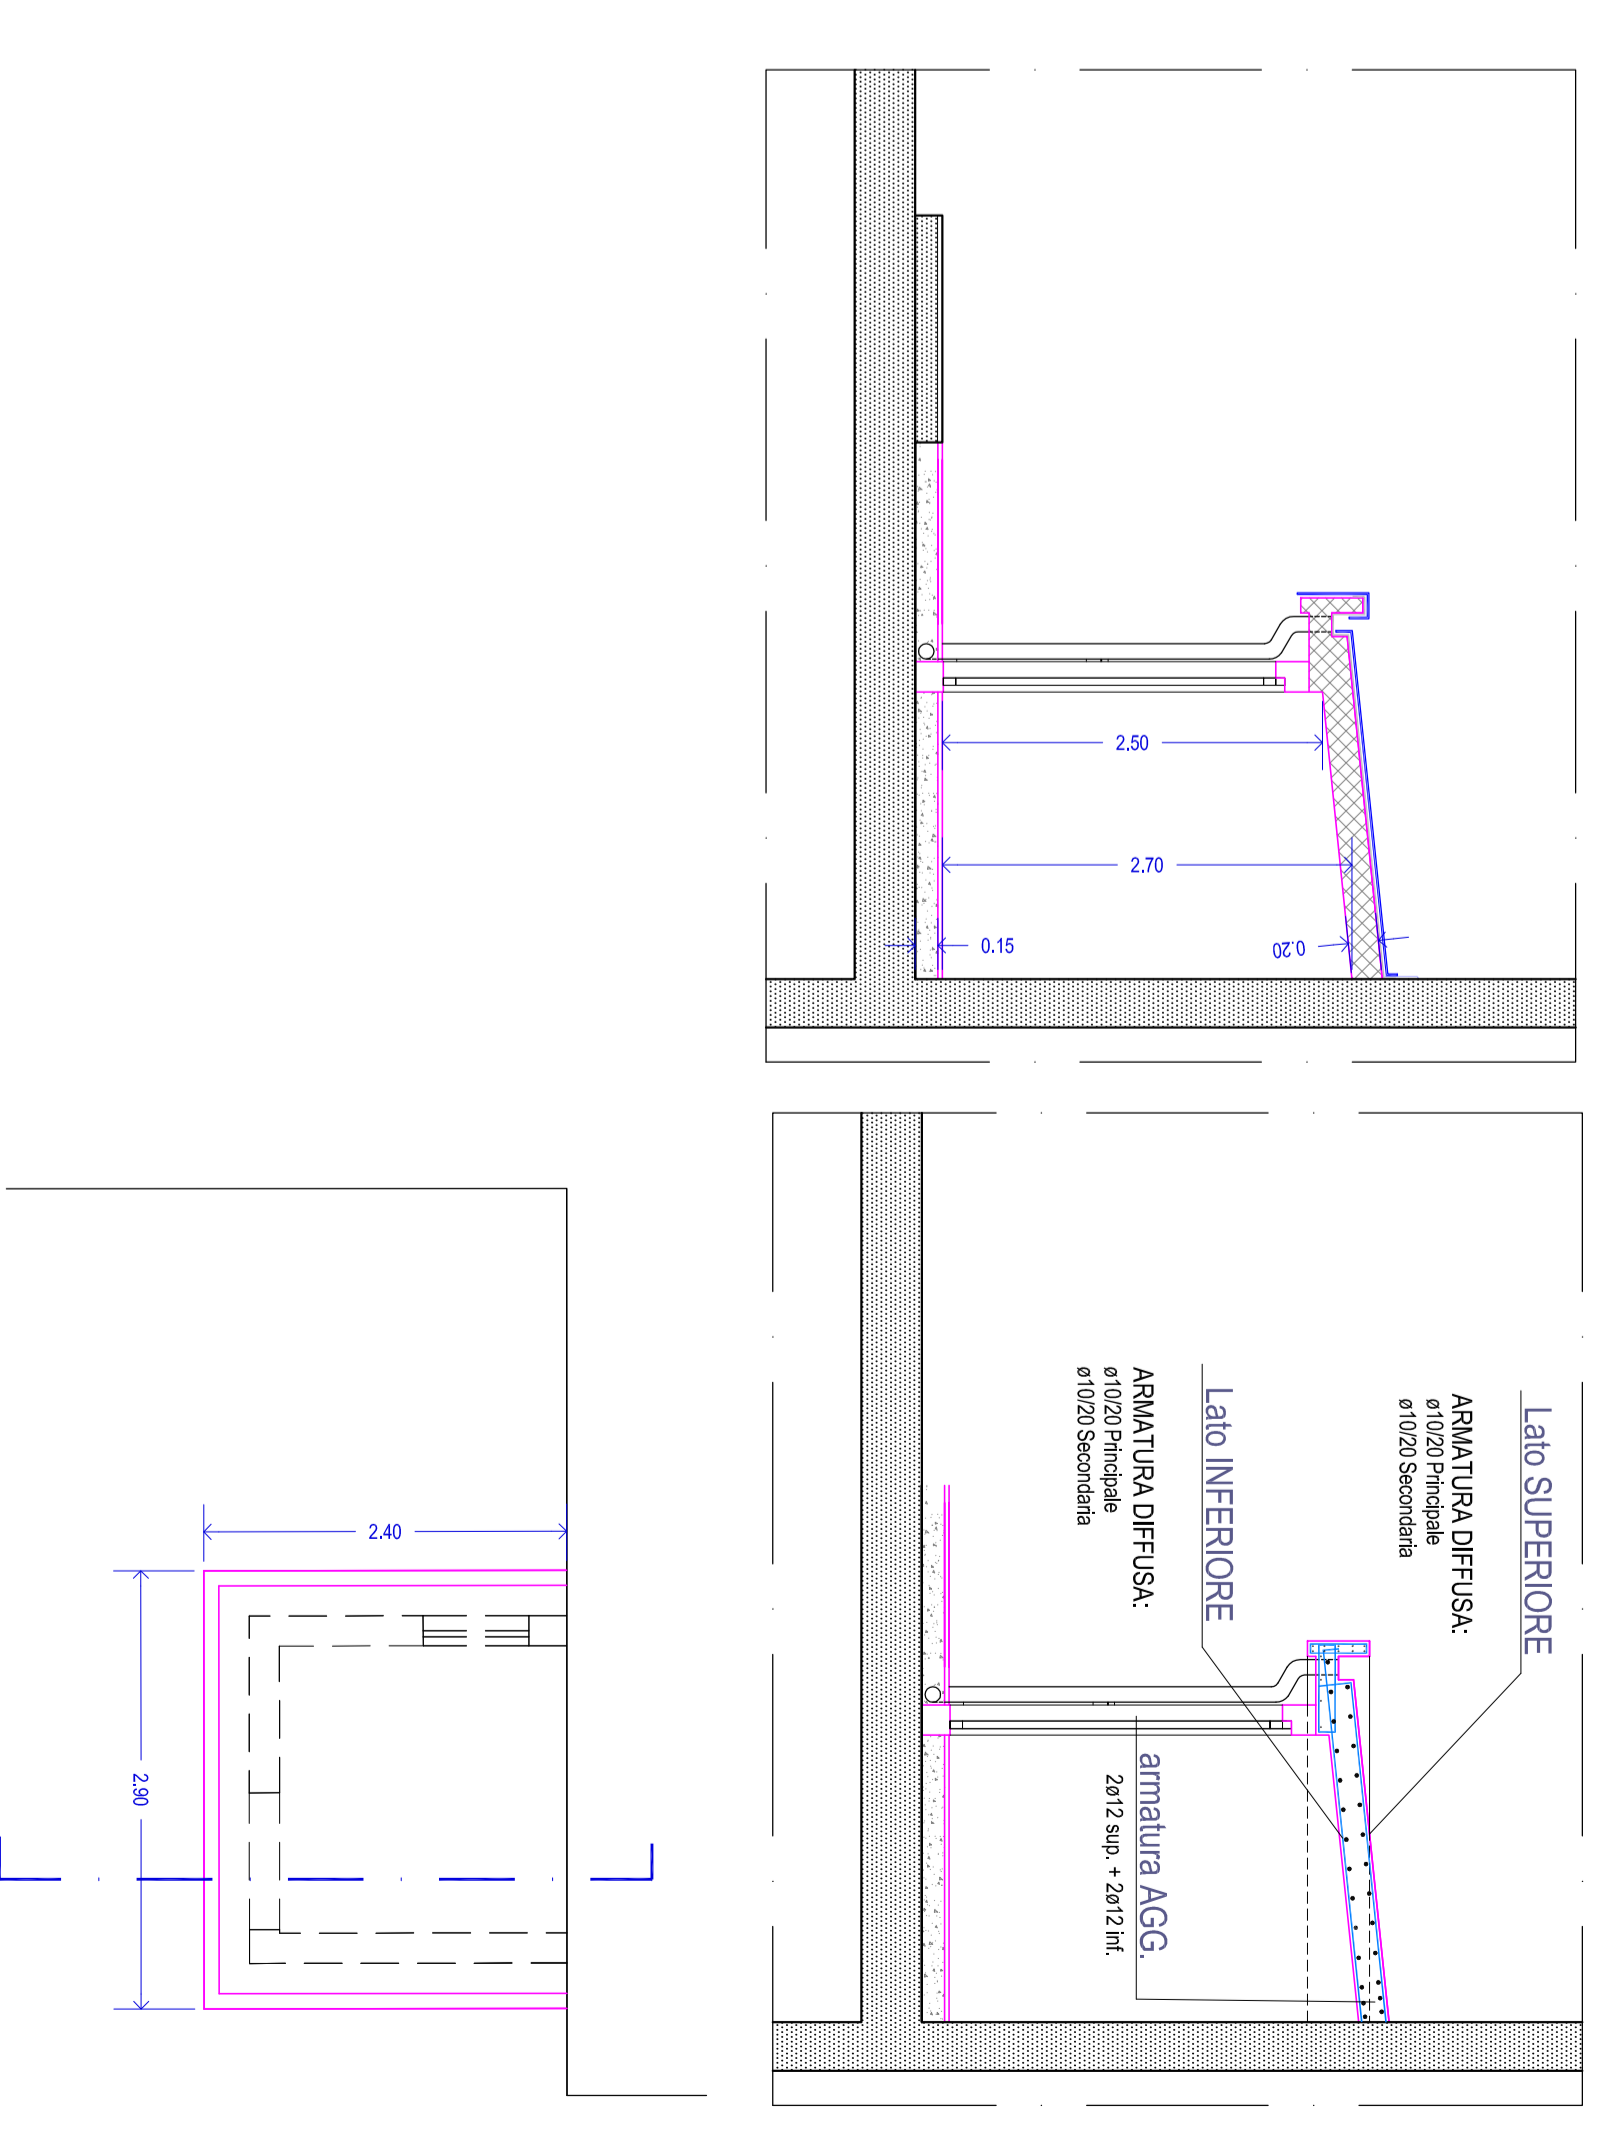 2.50
2.70
0.15
0.20
Lato SUPERIORE
ARMATURA DIFFUSA:
ø10/20 Principale
ø10/20 Secondaria
Lato INFERIORE
ARMATURA DIFFUSA:
ø10/20 Principale
ø10/20 Secondaria
armatura AGG.
2ø12 sup. + 2ø12 inf.
2.40
2.90